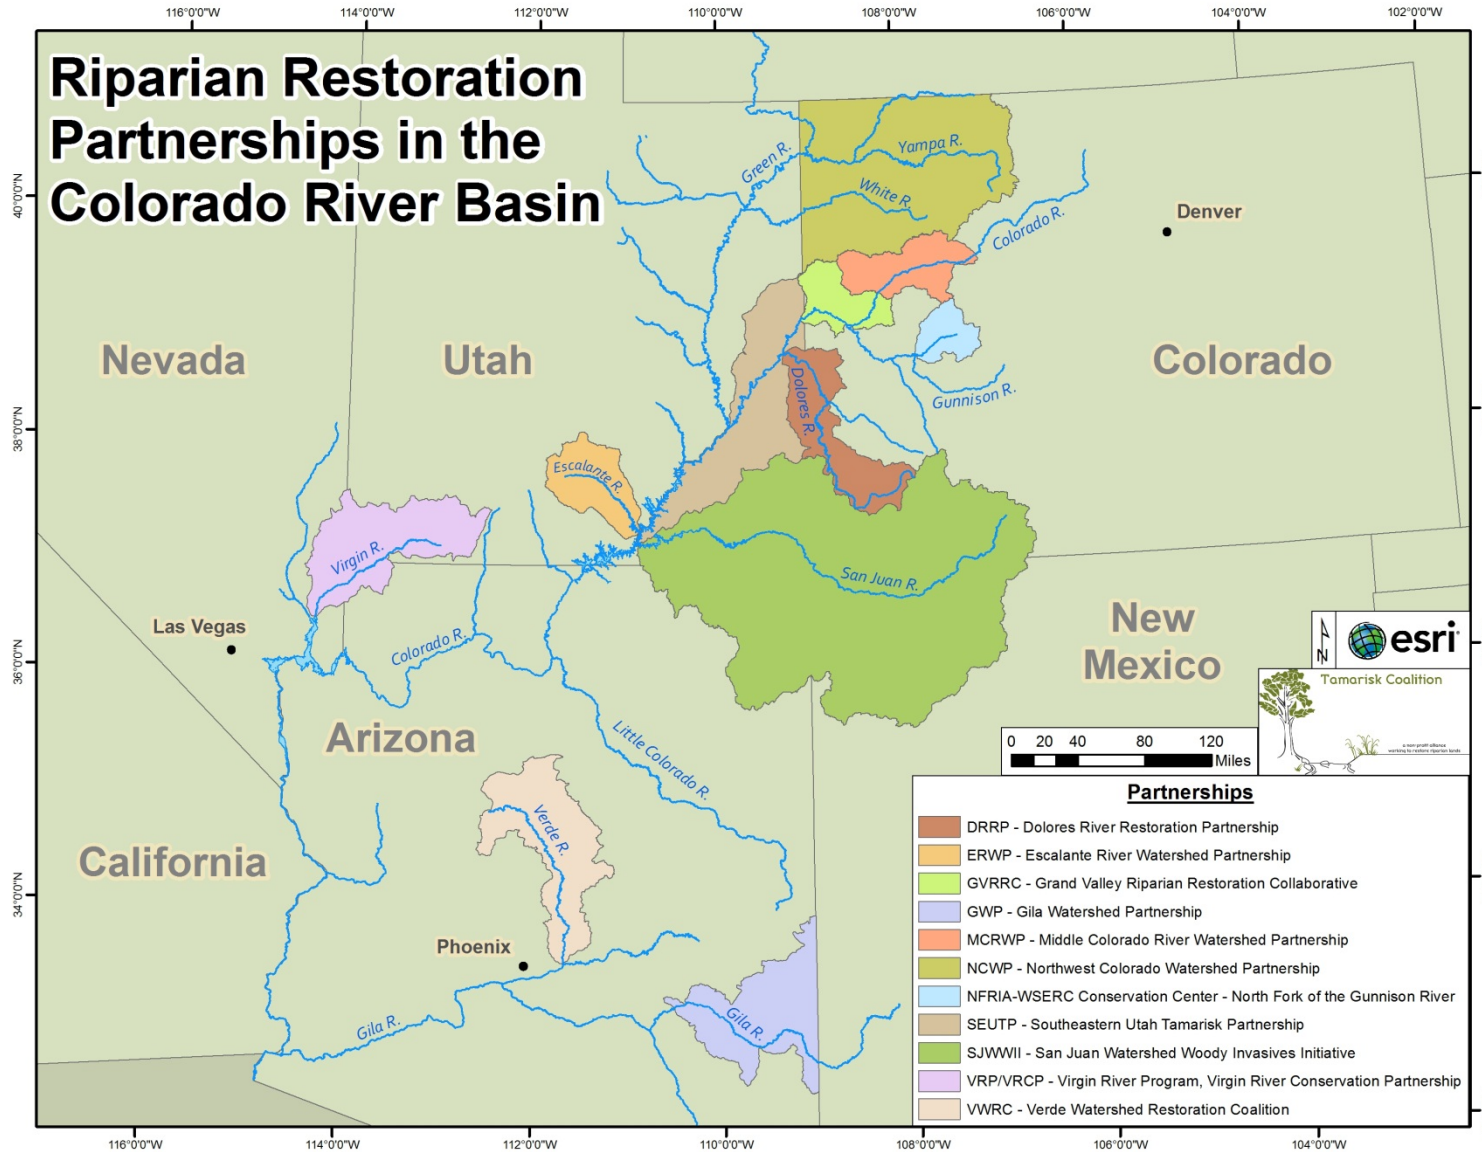 116°0'0"W
114°0'0"W
112°0'0"W
110°0'0"W
108°0'0"W
106°0'0"W
104°0'0"W
102°0'0"W
Riparian Restoration
Partnerships in the
Colorado River Basin
40°0'0"N
38°0'0"N
36°0'0"N
34°0'0"N
Green R.
Yampa R.
White R.
Colorado R.
Denver
Nevada
Utah
Colorado
Dolores R.
Gunnison R.
Escalante R.
Virgin R.
San Juan R.
Las Vegas
Colorado R.
New
Mexico
Arizona
Little Colorado R.
Verde R.
California
Phoenix
Gila R.
Gila R.
N
esri
Tamarisk Coalition
a non-profit alliance
working to restore riparian lands
0 20 40 80 120
Miles
Partnerships
DRRP - Dolores River Restoration Partnership
ERWP - Escalante River Watershed Partnership
GVRRC - Grand Valley Riparian Restoration Collaborative
GWP - Gila Watershed Partnership
MCRWP - Middle Colorado River Watershed Partnership
NCWP - Northwest Colorado Watershed Partnership
NFRIA-WSERC Conservation Center - North Fork of the Gunnison River
SEUTP - Southeastern Utah Tamarisk Partnership
SJWWII - San Juan Watershed Woody Invasives Initiative
VRP/VRCP - Virgin River Program, Virgin River Conservation Partnership
VWRC - Verde Watershed Restoration Coalition
116°0'0"W
114°0'0"W
112°0'0"W
110°0'0"W
108°0'0"W
106°0'0"W
104°0'0"W